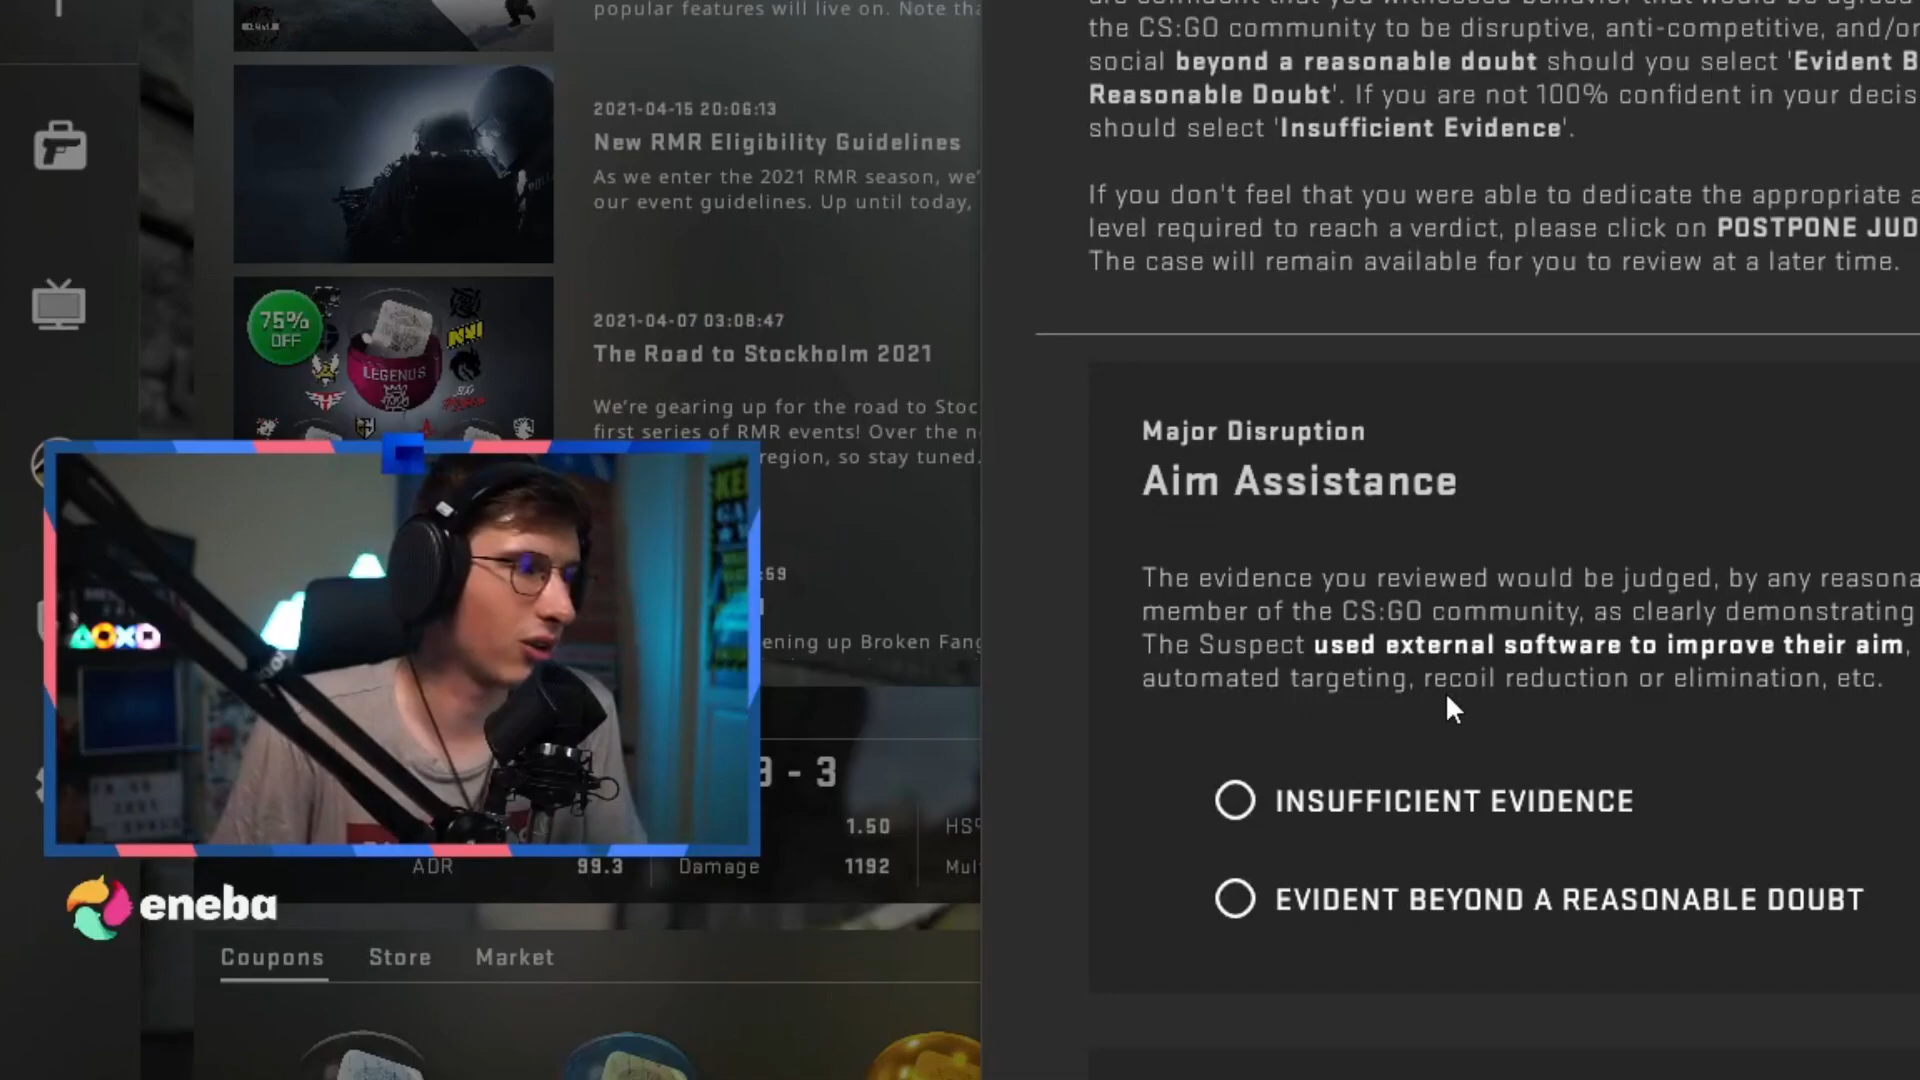 popular features will live on. Note
2021-04-15 20:06:13
New RMR Eligibility Guidelines
As we enter the 2021 RMR season, we'
our event guidelines. Up until today,
75%
OFF
LEGENDS
2021-04-07 03:08:47
The Road to Stockholm 2021
We're gearing up for the road to Stoc
first series of RMR events! Over the n
region, so stay tuned.
:59
ening up Broken Fang
- 3
1.50
HS%
ADR
99.3
Damage
1192
Mul
eneba
Coupons
Store
Market
the CS:GO community to be disruptive, anti-competitive, and/or
social beyond a reasonable doubt should you select 'Evident B
Reasonable Doubt'. If you are not 100% confident in your decis
should select 'Insufficient Evidence'.
If you don't feel that you were able to dedicate the appropriate a
level required to reach a verdict, please click on POSTPONE JUD
The case will remain available for you to review at a later time.
Major Disruption
Aim Assistance
The evidence you reviewed would be judged, by any reasona
member of the CS:GO community, as clearly demonstrating
The Suspect used external software to improve their aim,
automated targeting, recoil reduction or elimination, etc.
INSUFFICIENT EVIDENCE
EVIDENT BEYOND A REASONABLE DOUBT